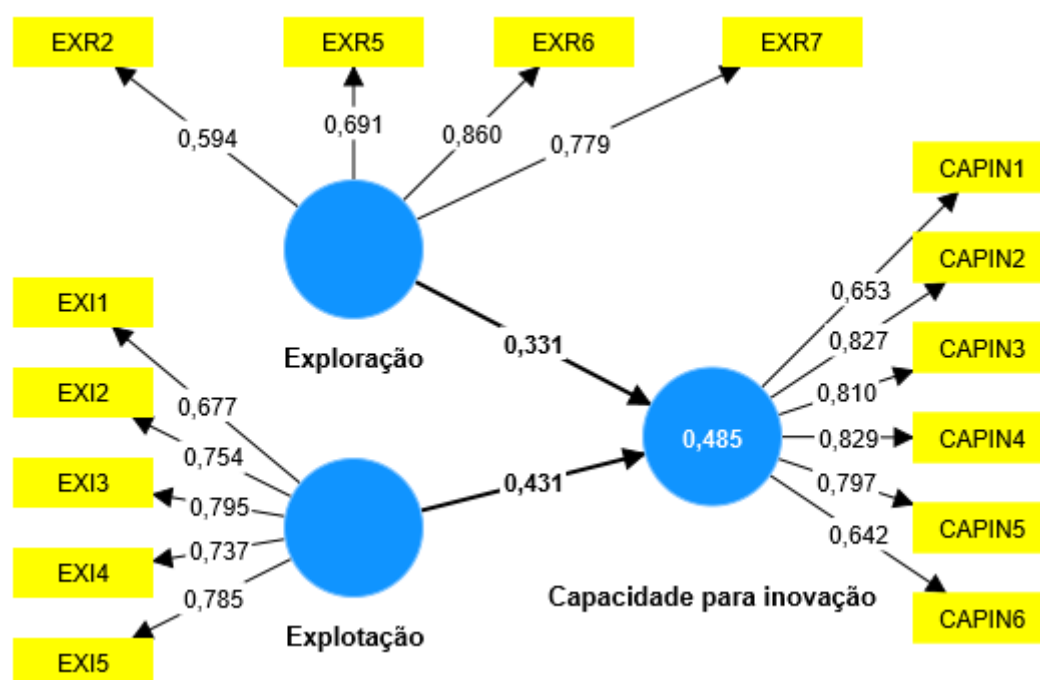 EXR2
EXR5
EXR6
EXR7
0,594
0,691
0,860
0,779
Exploração
EXI1
EXI2
EXI3
EXI4
EXI5
0,677
0,754
0,795
0,737
0,785
Explotação
0,331
0,431
0,485
Capacidade para inovação
0,653
0,827
0,810
0,829
0,797
0,642
CAPIN1
CAPIN2
CAPIN3
CAPIN4
CAPIN5
CAPIN6